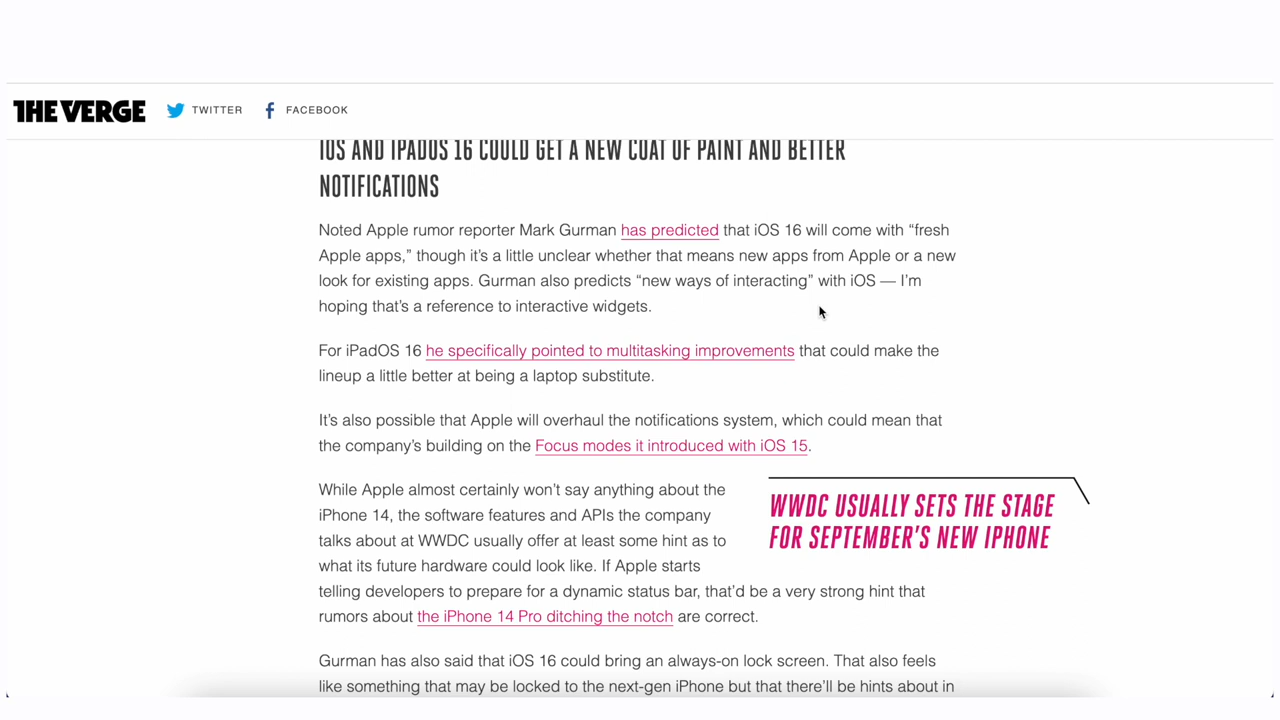 THE VERGE TWITTER FACEBOOK
IOS AND IPADOS 16 COULD GET A NEW COAT OF PAINT AND BETTER
NOTIFICATIONS
Noted Apple rumor reporter Mark Gurman has predicted that iOS 16 will come with “fresh
Apple apps,” though it’s a little unclear whether that means new apps from Apple or a new
look for existing apps. Gurman also predicts “new ways of interacting” with iOS — I’m
hoping that’s a reference to interactive widgets.
For iPadOS 16 he specifically pointed to multitasking improvements that could make the
lineup a little better at being a laptop substitute.
It’s also possible that Apple will overhaul the notifications system, which could mean that
the company’s building on the Focus modes it introduced with iOS 15.
While Apple almost certainly won’t say anything about the
iPhone 14, the software features and APIs the company
talks about at WWDC usually offer at least some hint as to
what its future hardware could look like. If Apple starts
telling developers to prepare for a dynamic status bar, that’d be a very strong hint that
rumors about the iPhone 14 Pro ditching the notch are correct.
WWDC USUALLY SETS THE STAGE
FOR SEPTEMBER’S NEW IPHONE
Gurman has also said that iOS 16 could bring an always-on lock screen. That also feels
like something that may be locked to the next-gen iPhone but that there’ll be hints about in